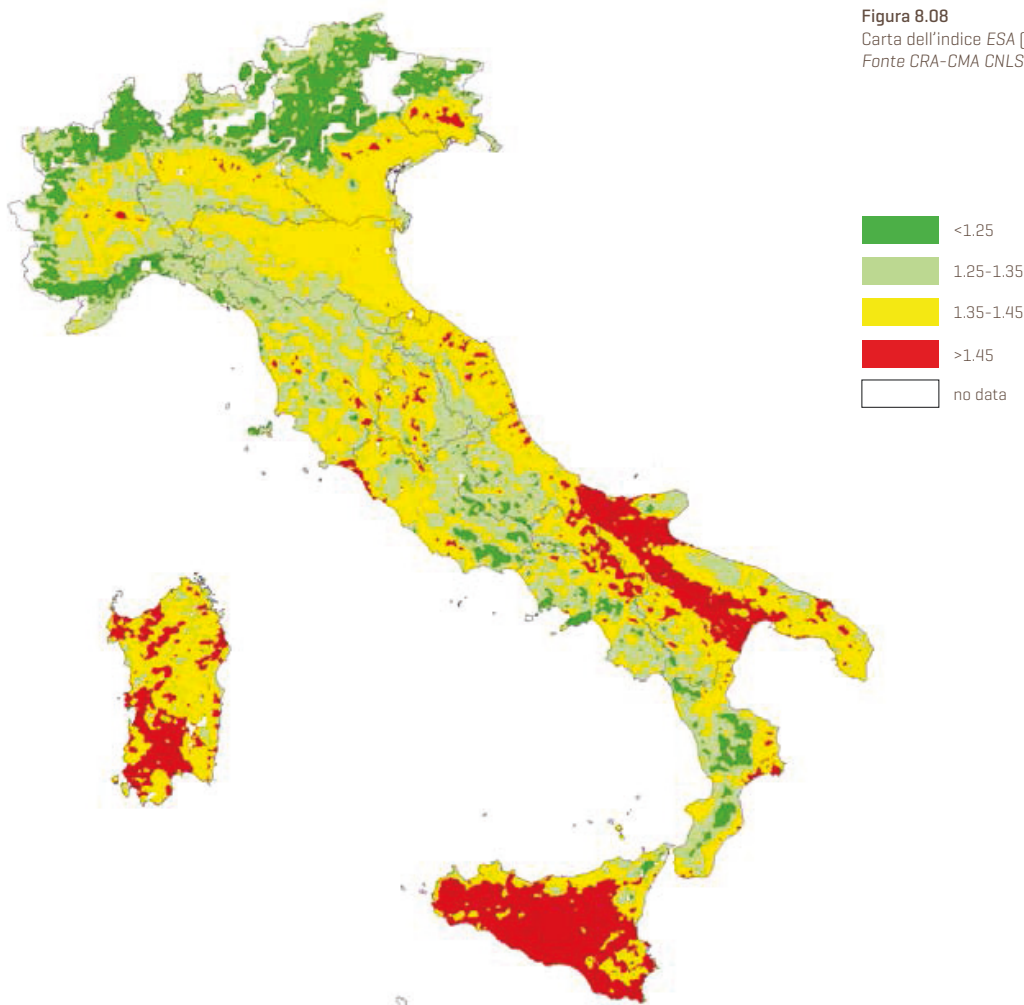 Figura 8.08
Carta dell'indice ESA (
Fonte CRA-CMA CNLS
<1.25
1.25-1.35
1.35-1.45
>1.45
no data